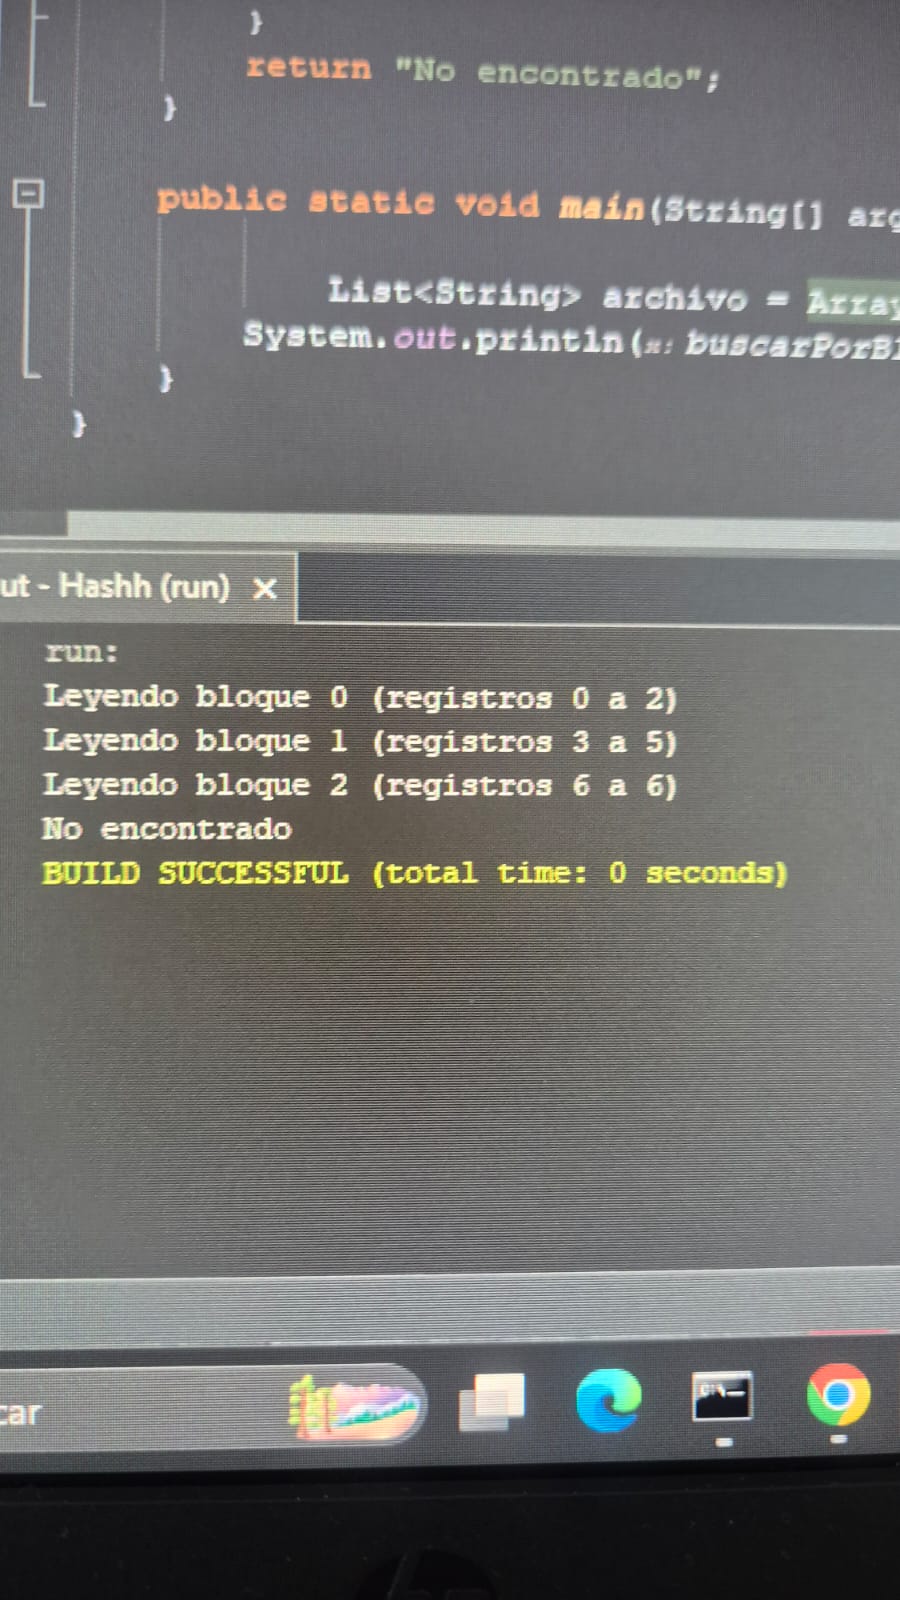 }
return "No encontrado";
}
public static void main(String[] arg
List<String> archivo = Array
System.out.println(x: buscarPorBl
}
}
ut - Hashh (run) ×
run:
Leyendo bloque 0 (registros 0 a 2)
Leyendo bloque 1 (registros 3 a 5)
Leyendo bloque 2 (registros 6 a 6)
No encontrado
BUILD SUCCESSFUL (total time: 0 seconds)
car